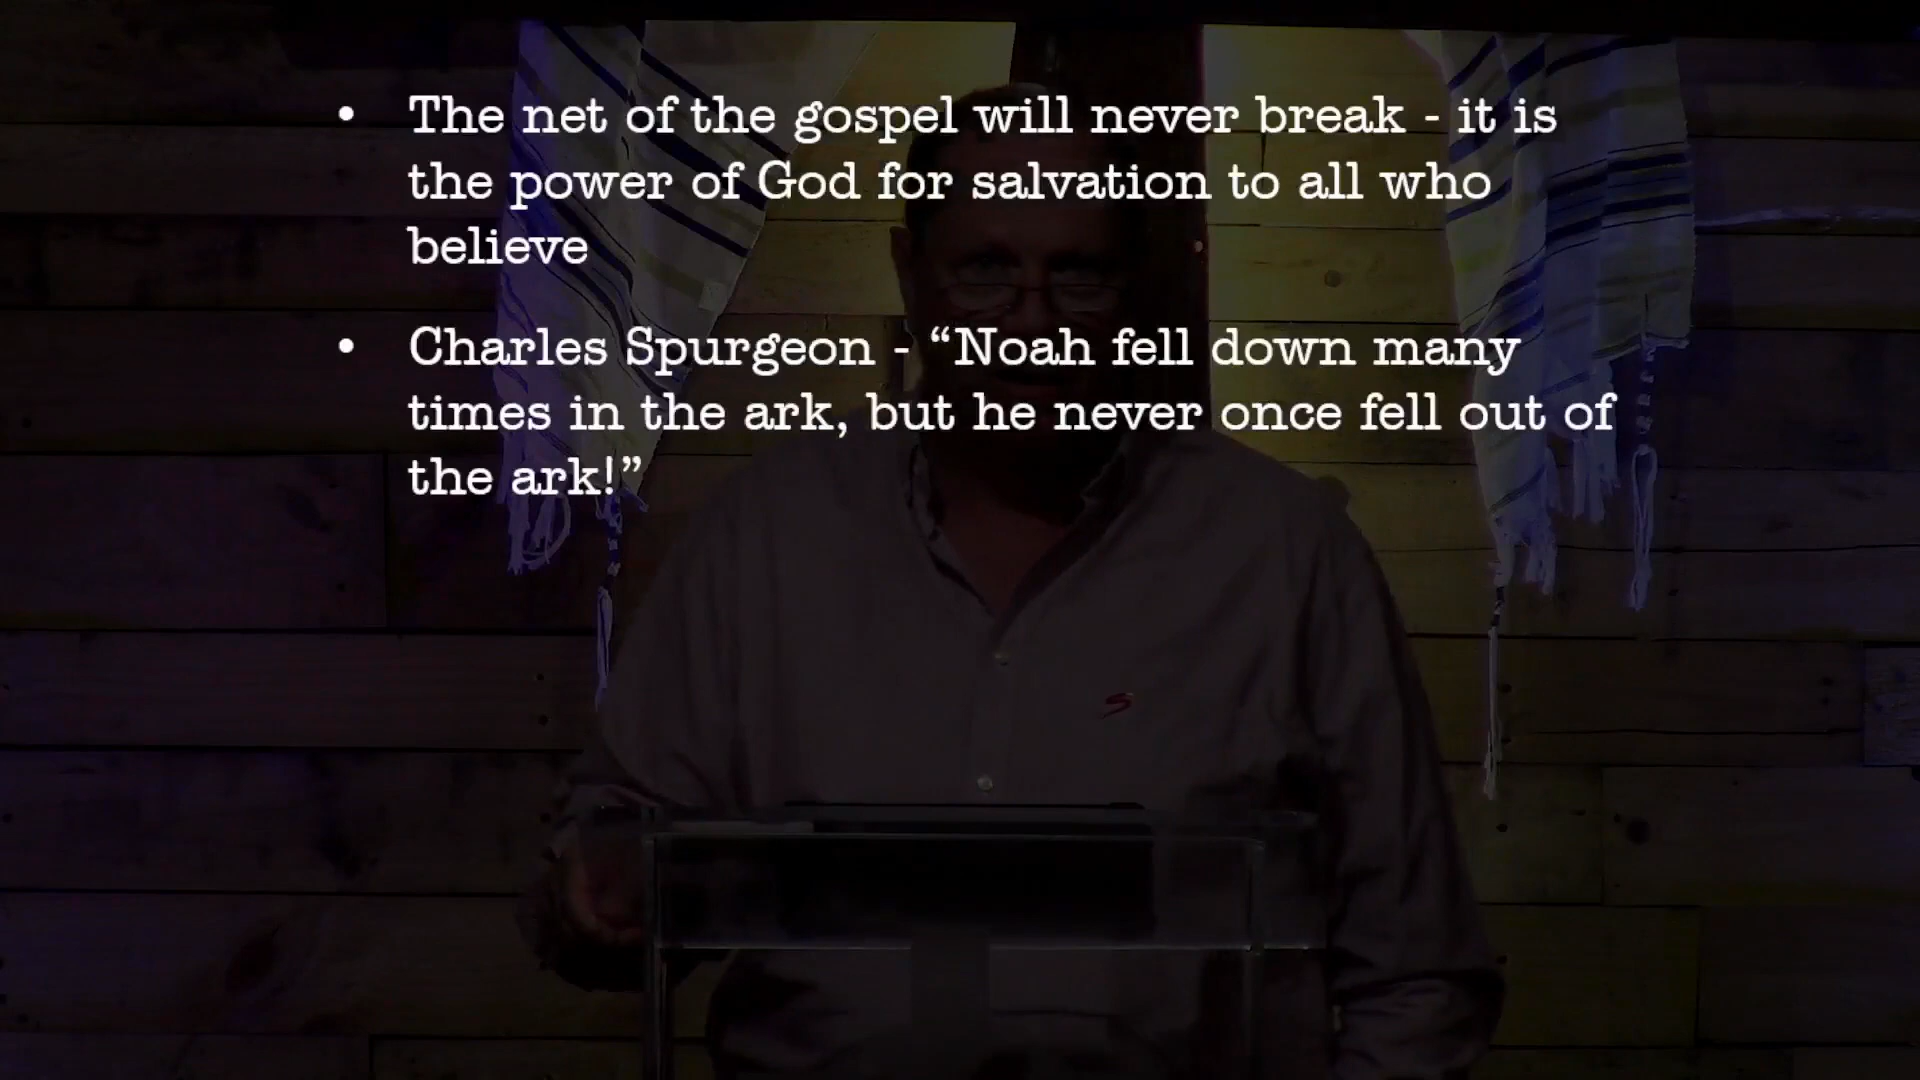 • The net of the gospel will never break - it is
the power of God for salvation to all who
believe
• Charles Spurgeon - “Noah fell down many
times in the ark, but he never once fell out of
the ark!”